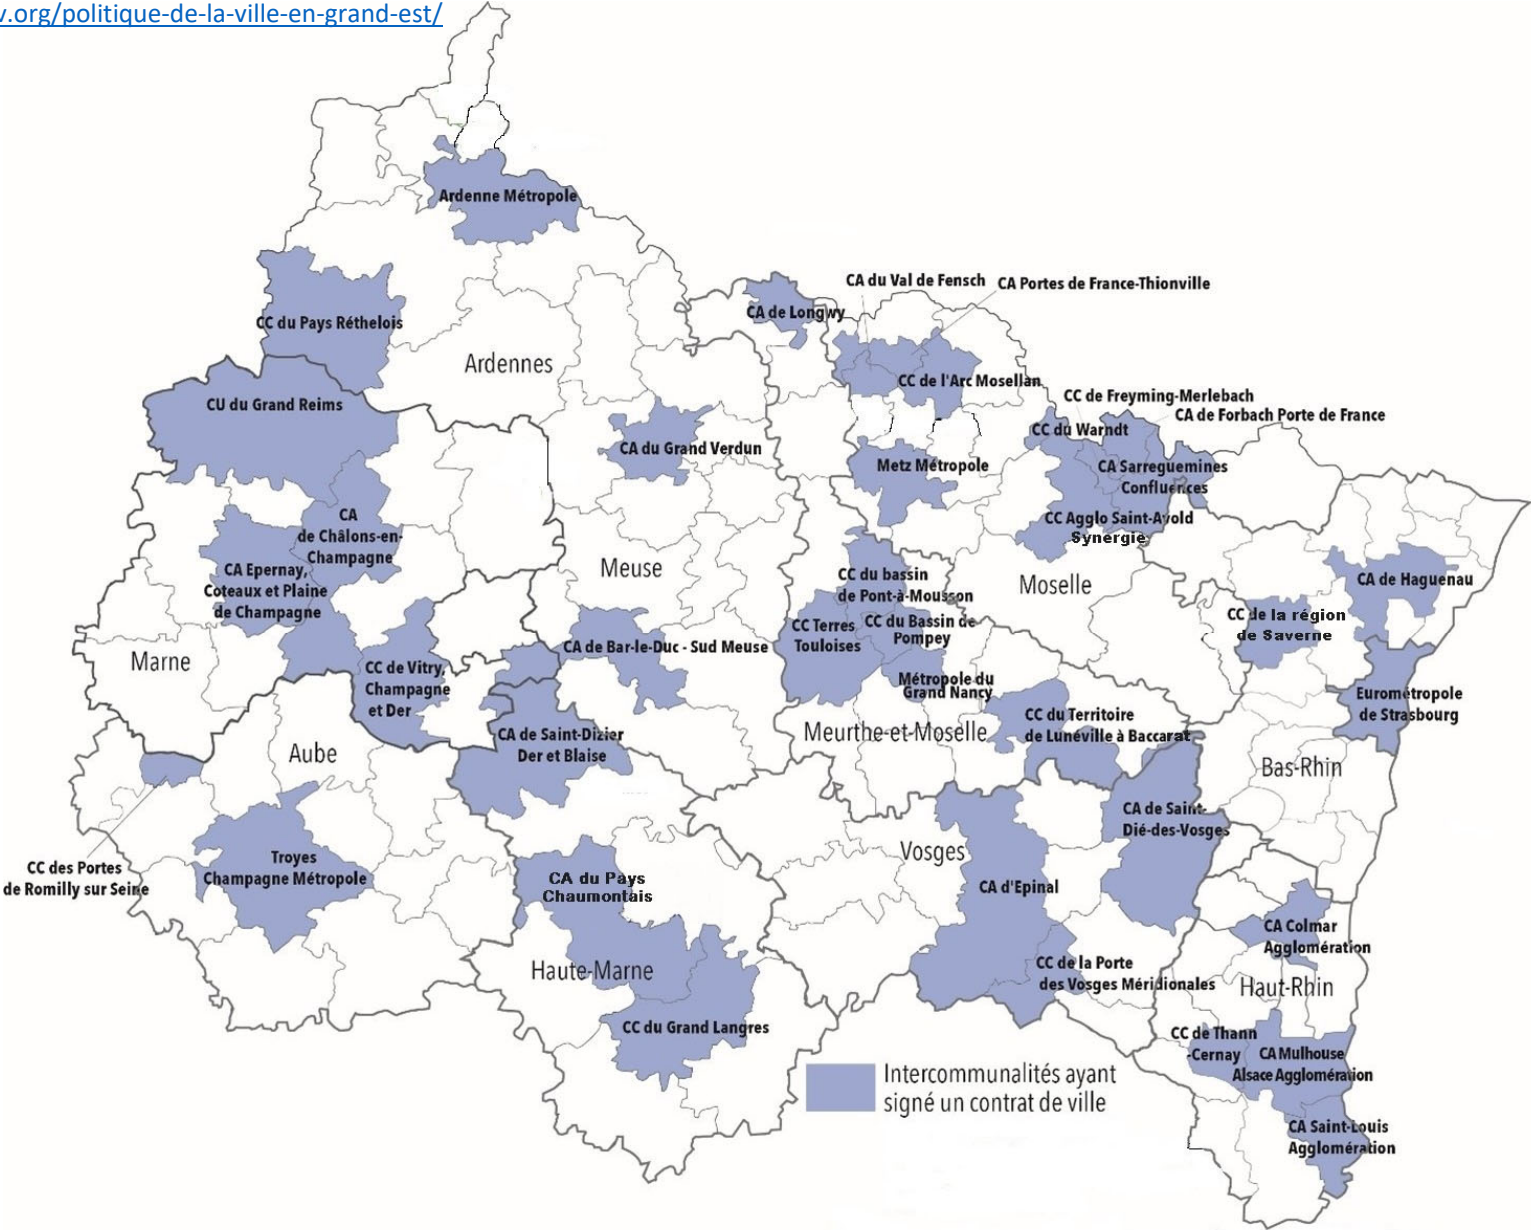 v.org/politique-de-la-ville-en-grand-est/
Ardenne Métropole
CA du Val de Fensch
CA Portes de France-Thionville
CA de Longwy
CC du Pays Réthelois
Ardennes
CC de l'Arc Mosellan
CC de Freyming-Merlebach
CU du Grand Reims
CA de Forbach Porte de France
CC du Warndt
CA du Grand Verdun
Metz Métropole
CA Sarreguemines
Confluences
CA
de Châlons-en-
Champagne
CC Agglo Saint-Avold
Synergie
CA Epernay,
Coteaux et Plaine
de Champagne
Meuse
CC du bassin
de Pont-à-Mousson
Moselle
CA de Haguenau
CC Terres
Touloises
CC du Bassin de
Pompey
CC de la région
de Saverne
Marne
CA de Bar-le-Duc - Sud Meuse
CC de Vitry,
Champagne
et Der
Métropole du
Grand Nancy
Eurométropole
de Strasbourg
CC du Territoire
de Lunéville à Baccarat
Meurthe-et-Moselle
CA de Saint-Dizier
Der et Blaise
Aube
Bas-Rhin
CA de Saint-
Dié-des-Vosges
Vosges
CC des Portes
de Romilly sur Seine
Troyes
Champagne Métropole
CA du Pays
Chaumontais
CA d'Epinal
CA Colmar
Agglomération
CC de la Porte
des Vosges Méridionales
Haute-Marne
Haut-Rhin
CC du Grand Langres
CC de Thann
-Cernay
CA Mulhouse
Alsace Agglomération
Intercommunalités ayant
signé un contrat de ville
CA Saint-Louis
Agglomération